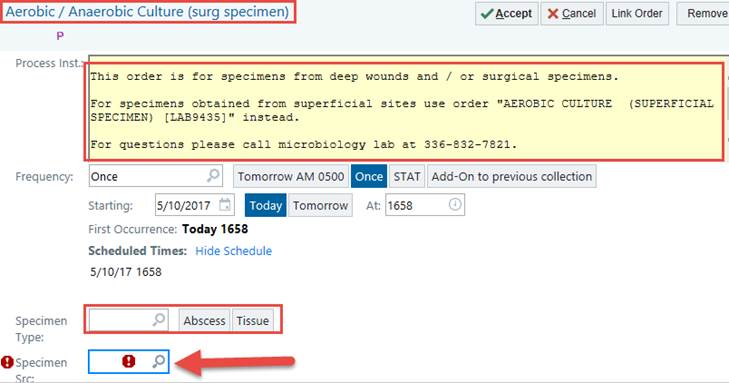 Aerobic / Anaerobic Culture (surg specimen)
Accept Cancel Link Order Remove
P
Process Inst.:
This order is for specimens from deep wounds and / or surgical specimens.
For specimens obtained from superficial sites use order "AEROBIC CULTURE (SUPERFICIAL
SPECIMEN) [LAB9435]" instead.
For questions please call microbiology lab at 336-832-7821.
Frequency: Once Tomorrow AM 0500 Once STAT Add-On to previous collection
Starting: 5/10/2017 Today Tomorrow At: 1658
First Occurrence: Today 1658
Scheduled Times: Hide Schedule
5/10/17 1658
Specimen Abscess Tissue
Type:
Specimen
Src: